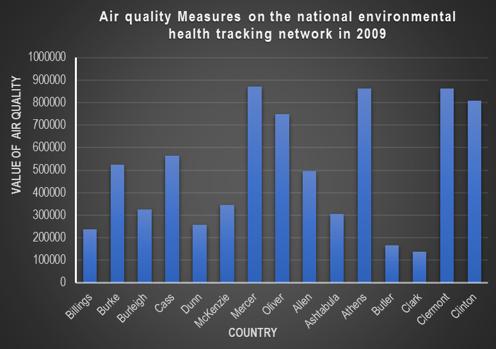 Air quality Measures on the national environmental
health tracking network in 2009
VALUE OF AIR QUALITY
1000000
900000
800000
700000
600000
500000
400000
300000
200000
100000
0
Billings
Burke
Burleigh
Cass
Dunn
McKenzie
Mercer
Oliver
Allen
Ashtabula
Athens
Butler
Clark
Clermont
Clinton
COUNTRY